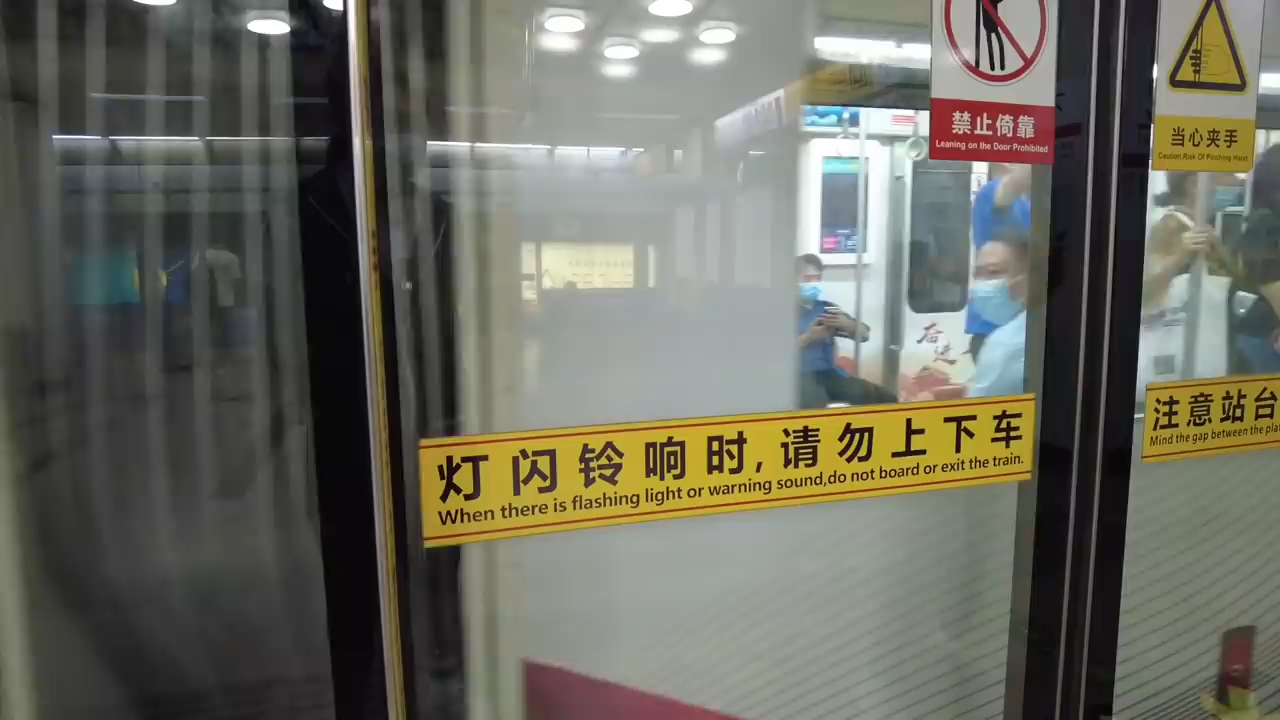 禁止倚靠
Leaning on the Door Prohibited
当心夹手
Caution,Risk Of Pinching Hand
奋进
灯闪铃响时,请勿上下车
When there is flashing light or warning sound,do not board or exit the train.
注意站台
Mind the gap between the pla